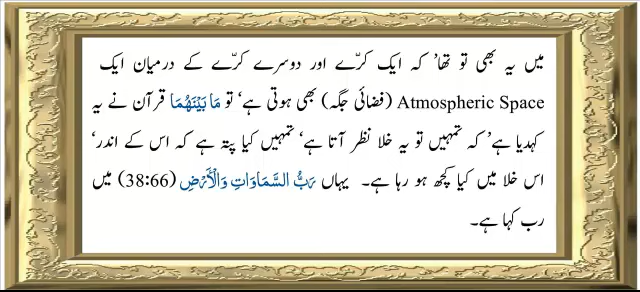 میں یہ بھی تو تھا’ کہ ایک کرّے اور دوسرے کرّے کے درمیان ایک
Atmospheric Space (فضائی جگہ) بھی ہوتی ہے‘ تو مَا بَيْنَهُمَا قرآن نے یہ
کہدیا ہے’ کہ تمہیں تو یہ خلا نظر آتا ہے‘ تمہیں کیا پتہ ہے کہ اس کے اندر‘
اس خلا میں کیا کچھ ہو رہا ہے۔ یہاں رَبُّ السَّمَاوَاتِ وَالْأَرْضِ (38:66) میں
رب کہا ہے۔